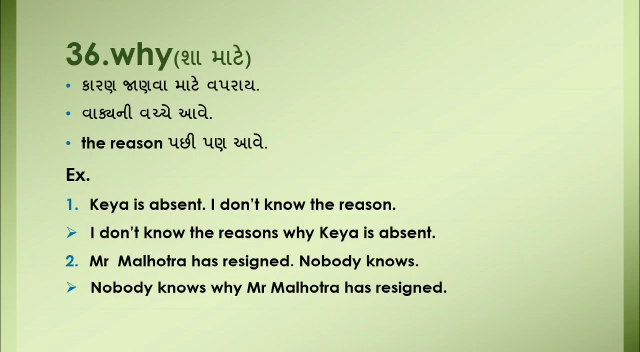 36.why(શા માટે)
• કારણ જાણવા માટે વપરાય.
• વાક્યની વચ્ચે આવે.
• the reason પછી પણ આવે.
Ex.
1. Keya is absent. I don't know the reason.
➢ I don't know the reasons why Keya is absent.
2. Mr Malhotra has resigned. Nobody knows.
➢ Nobody knows why Mr Malhotra has resigned.